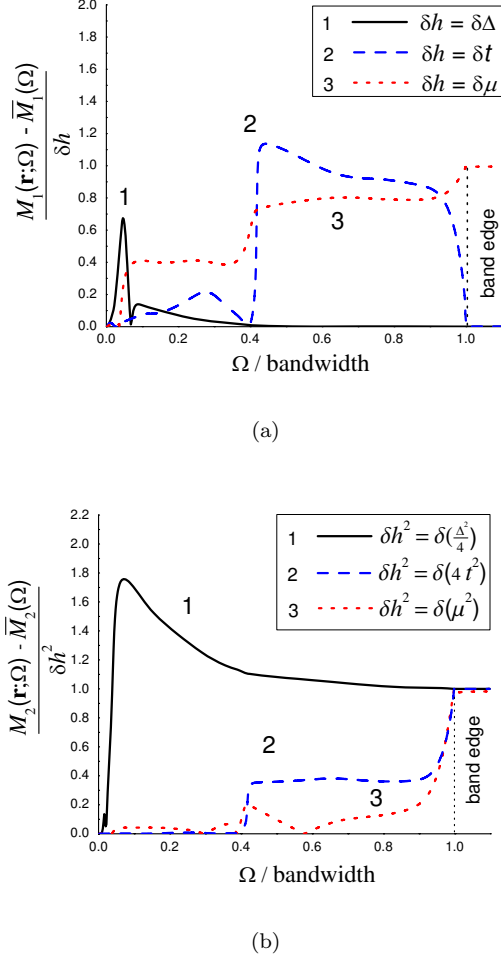 2.0
1.8
1.6
1.4
1.2
1.0
0.8
0.6
0.4
0.2
0.0
M₁(r;Ω) - M̅₁(Ω)
δh
1 δh = δΔ
2 δh = δt
3 δh = δμ
1
2
3
band edge
0.0 0.2 0.4 0.6 0.8 1.0
Ω / bandwidth
(a)
2.2
2.0
1.8
1.6
1.4
1.2
1.0
0.8
0.6
0.4
0.2
0.0
M₂(r;Ω) - M̅₂(Ω)
δh²
1 δh² = δ(Δ²/4)
2 δh² = δ(4t²)
3 δh² = δ(μ²)
1
2
3
band edge
0.0 0.2 0.4 0.6 0.8 1.0
Ω / bandwidth
(b)